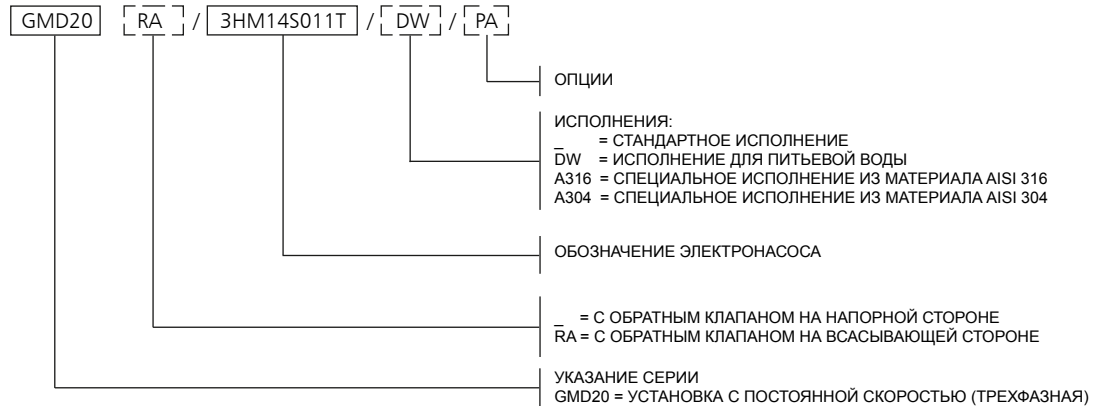 GMD20 RA / 3HM14S011T / DW / PA
ОПЦИИ
ИСПОЛНЕНИЯ:
_ = СТАНДАРТНОЕ ИСПОЛНЕНИЕ
DW = ИСПОЛНЕНИЕ ДЛЯ ПИТЬЕВОЙ ВОДЫ
A316 = СПЕЦИАЛЬНОЕ ИСПОЛНЕНИЕ ИЗ МАТЕРИАЛА AISI 316
A304 = СПЕЦИАЛЬНОЕ ИСПОЛНЕНИЕ ИЗ МАТЕРИАЛА AISI 304
ОБОЗНАЧЕНИЕ ЭЛЕКТРОНАСОСА
_ = С ОБРАТНЫМ КЛАПАНОМ НА НАПОРНОЙ СТОРОНЕ
RA = С ОБРАТНЫМ КЛАПАНОМ НА ВСАСЫВАЮЩЕЙ СТОРОНЕ
УКАЗАНИЕ СЕРИИ
GMD20 = УСТАНОВКА С ПОСТОЯННОЙ СКОРОСТЬЮ (ТРЕХФАЗНАЯ)